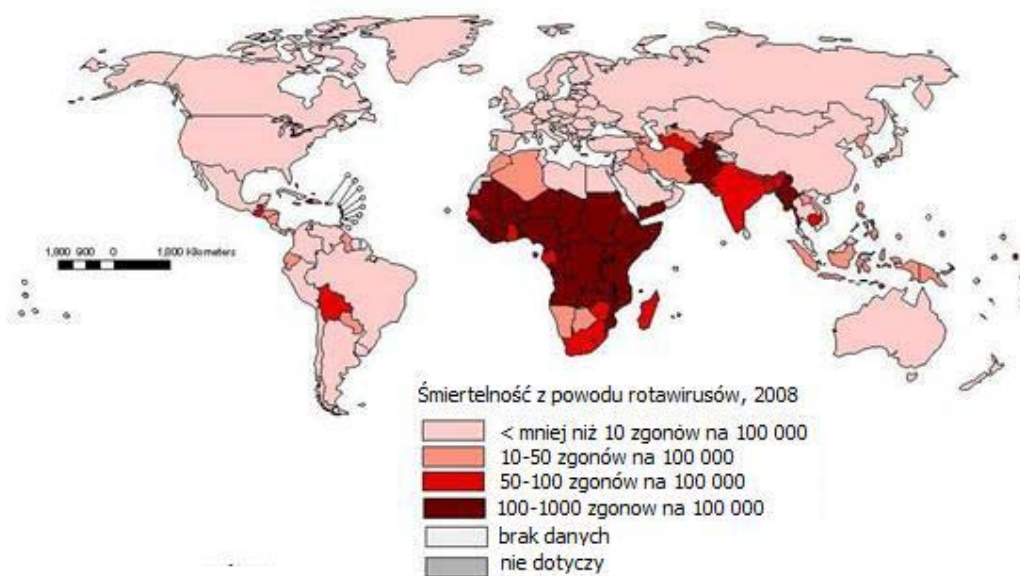 1,800 900 0 1,800 Kilometers
Śmiertelność z powodu rotawirusów, 2008
< mniej niż 10 zgonów na 100 000
10-50 zgonów na 100 000
50-100 zgonów na 100 000
100-1000 zgonow na 100 000
brak danych
nie dotyczy